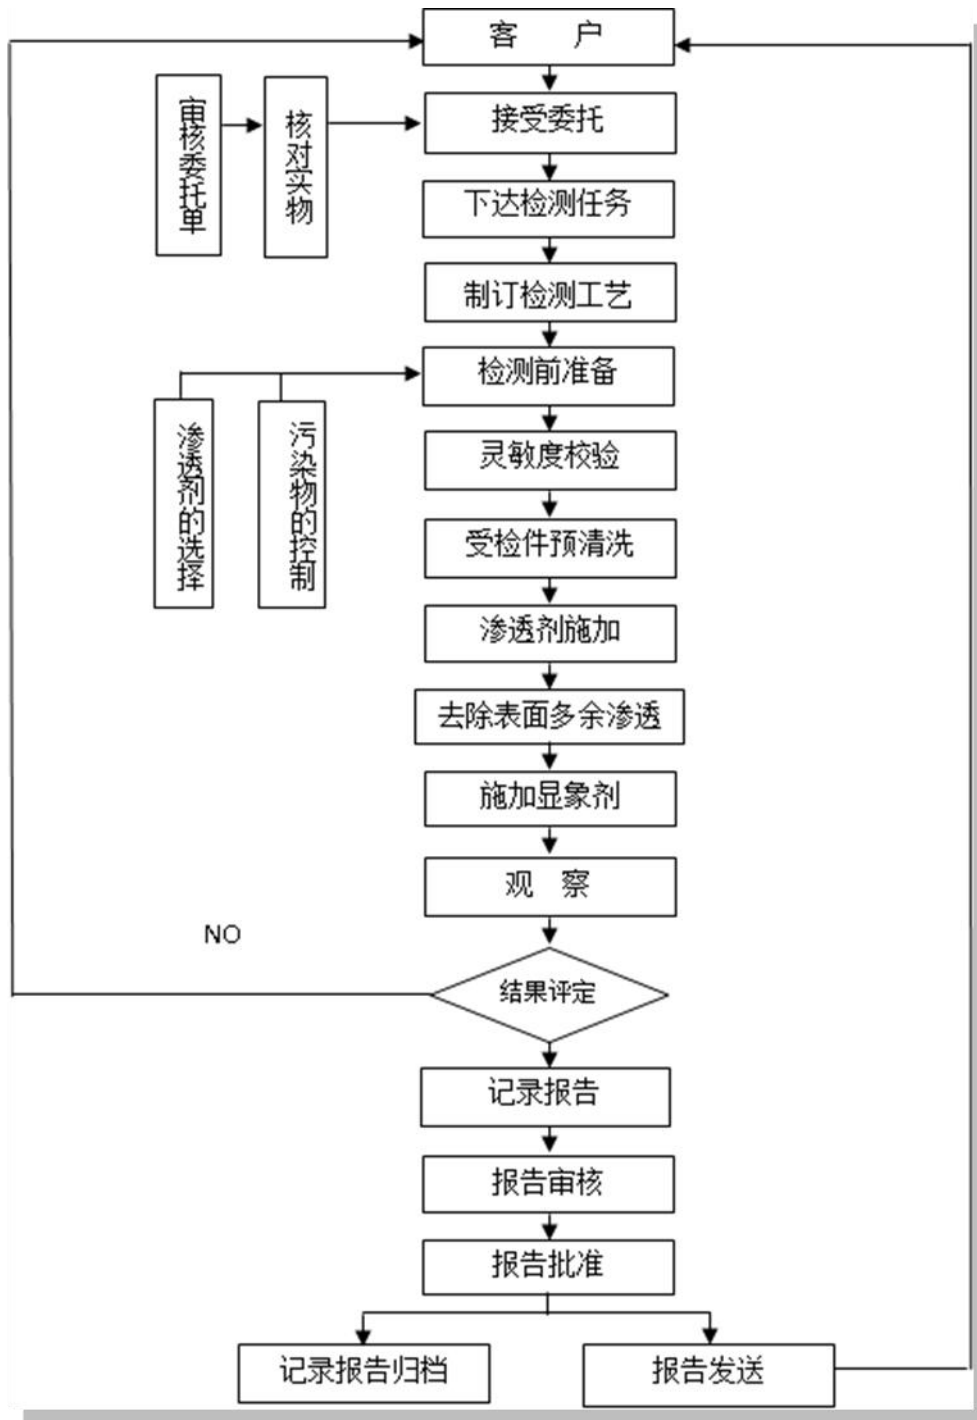 客 户
审核委托单
核对实物
接受委托
下达检测任务
制订检测工艺
检测前准备
渗透剂的选择
污染物的控制
灵敏度校验
受检件预清洗
渗透剂施加
去除表面多余渗透
施加显象剂
观 察
NO
结果评定
记录报告
报告审核
报告批准
记录报告归档
报告发送